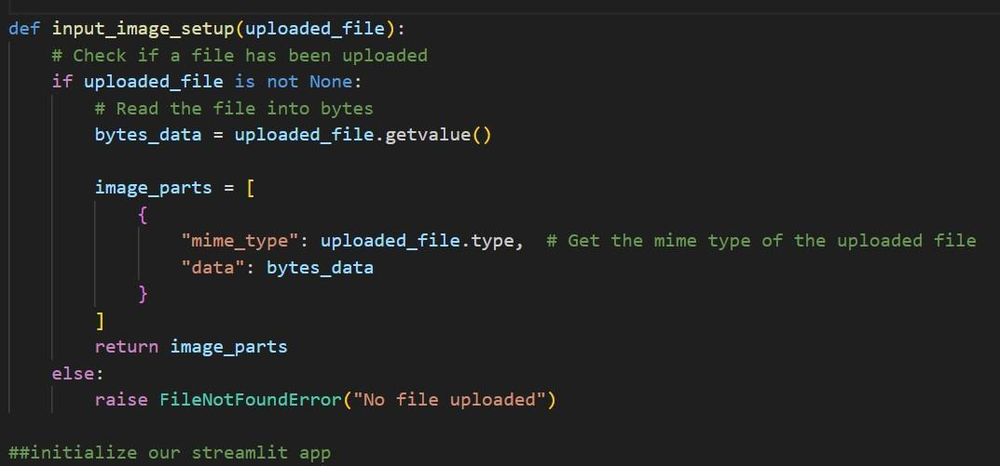 def input_image_setup(uploaded_file):
    # Check if a file has been uploaded
    if uploaded_file is not None:
        # Read the file into bytes
        bytes_data = uploaded_file.getvalue()

        image_parts = [
            {
                "mime_type": uploaded_file.type,  # Get the mime type of the uploaded file
                "data": bytes_data
            }
        ]
        return image_parts
    else:
        raise FileNotFoundError("No file uploaded")

##initialize our streamlit app